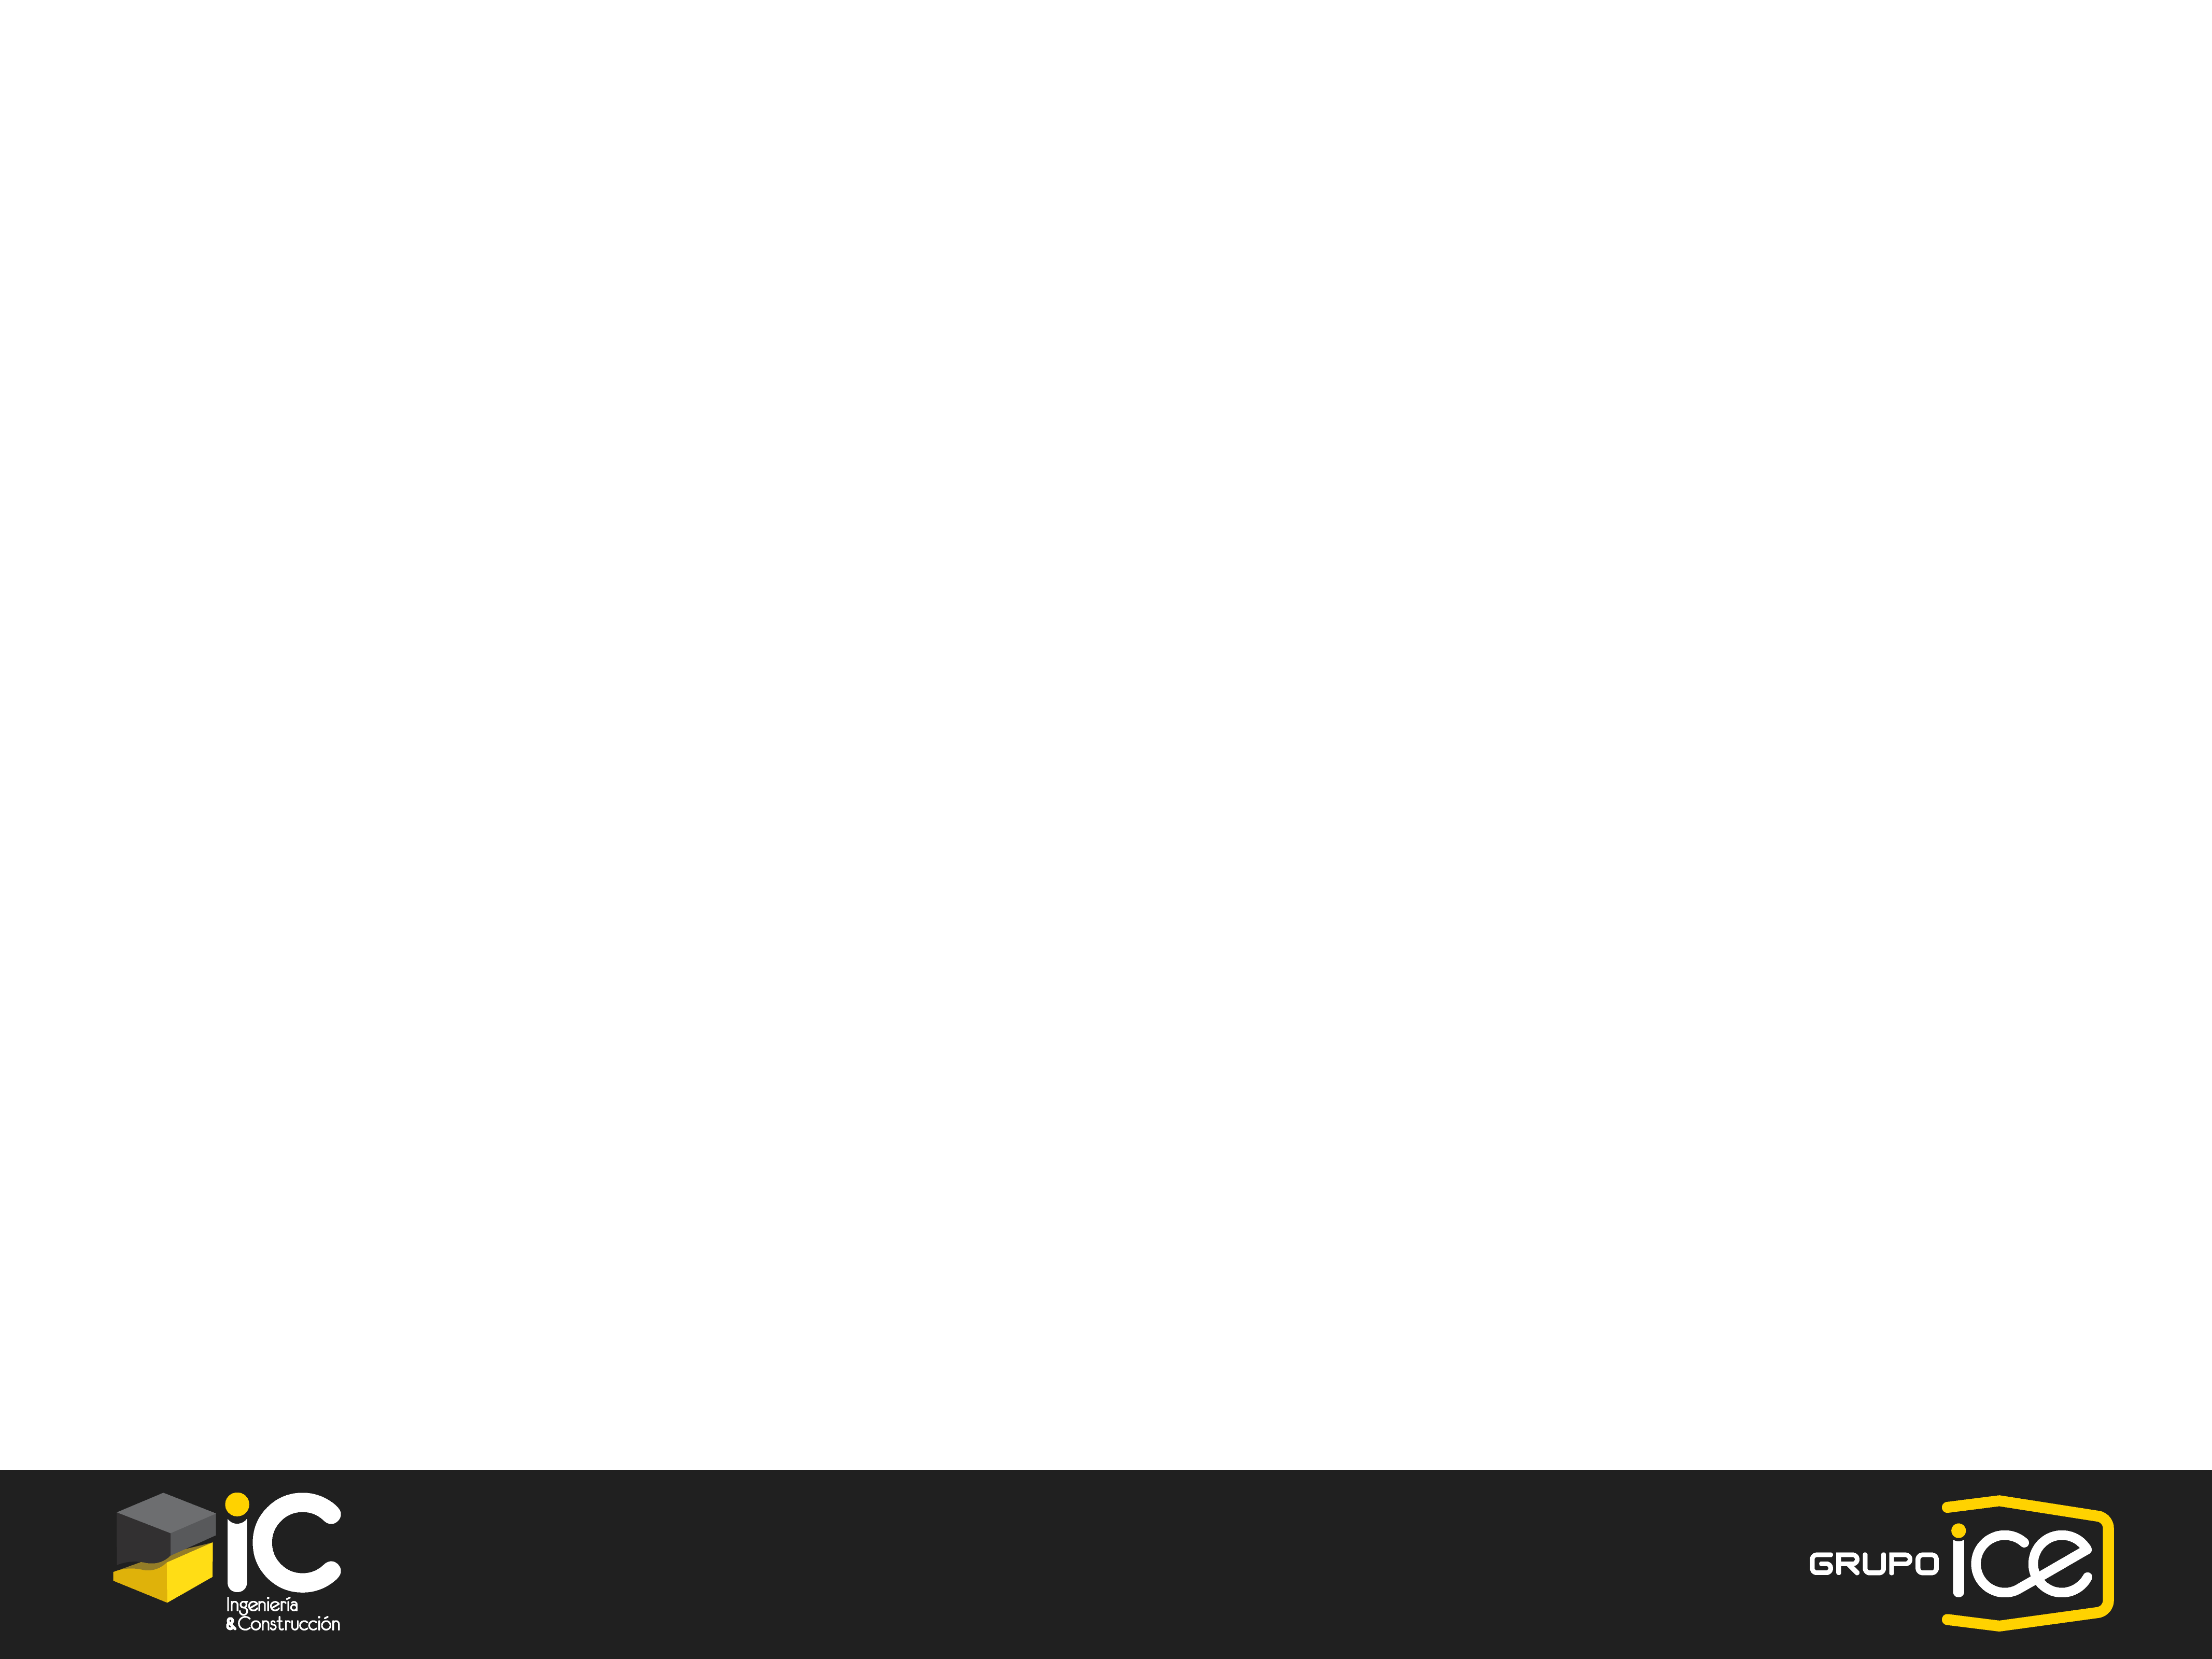 ic
Ingeniería
& Construcción
GRUPO ice